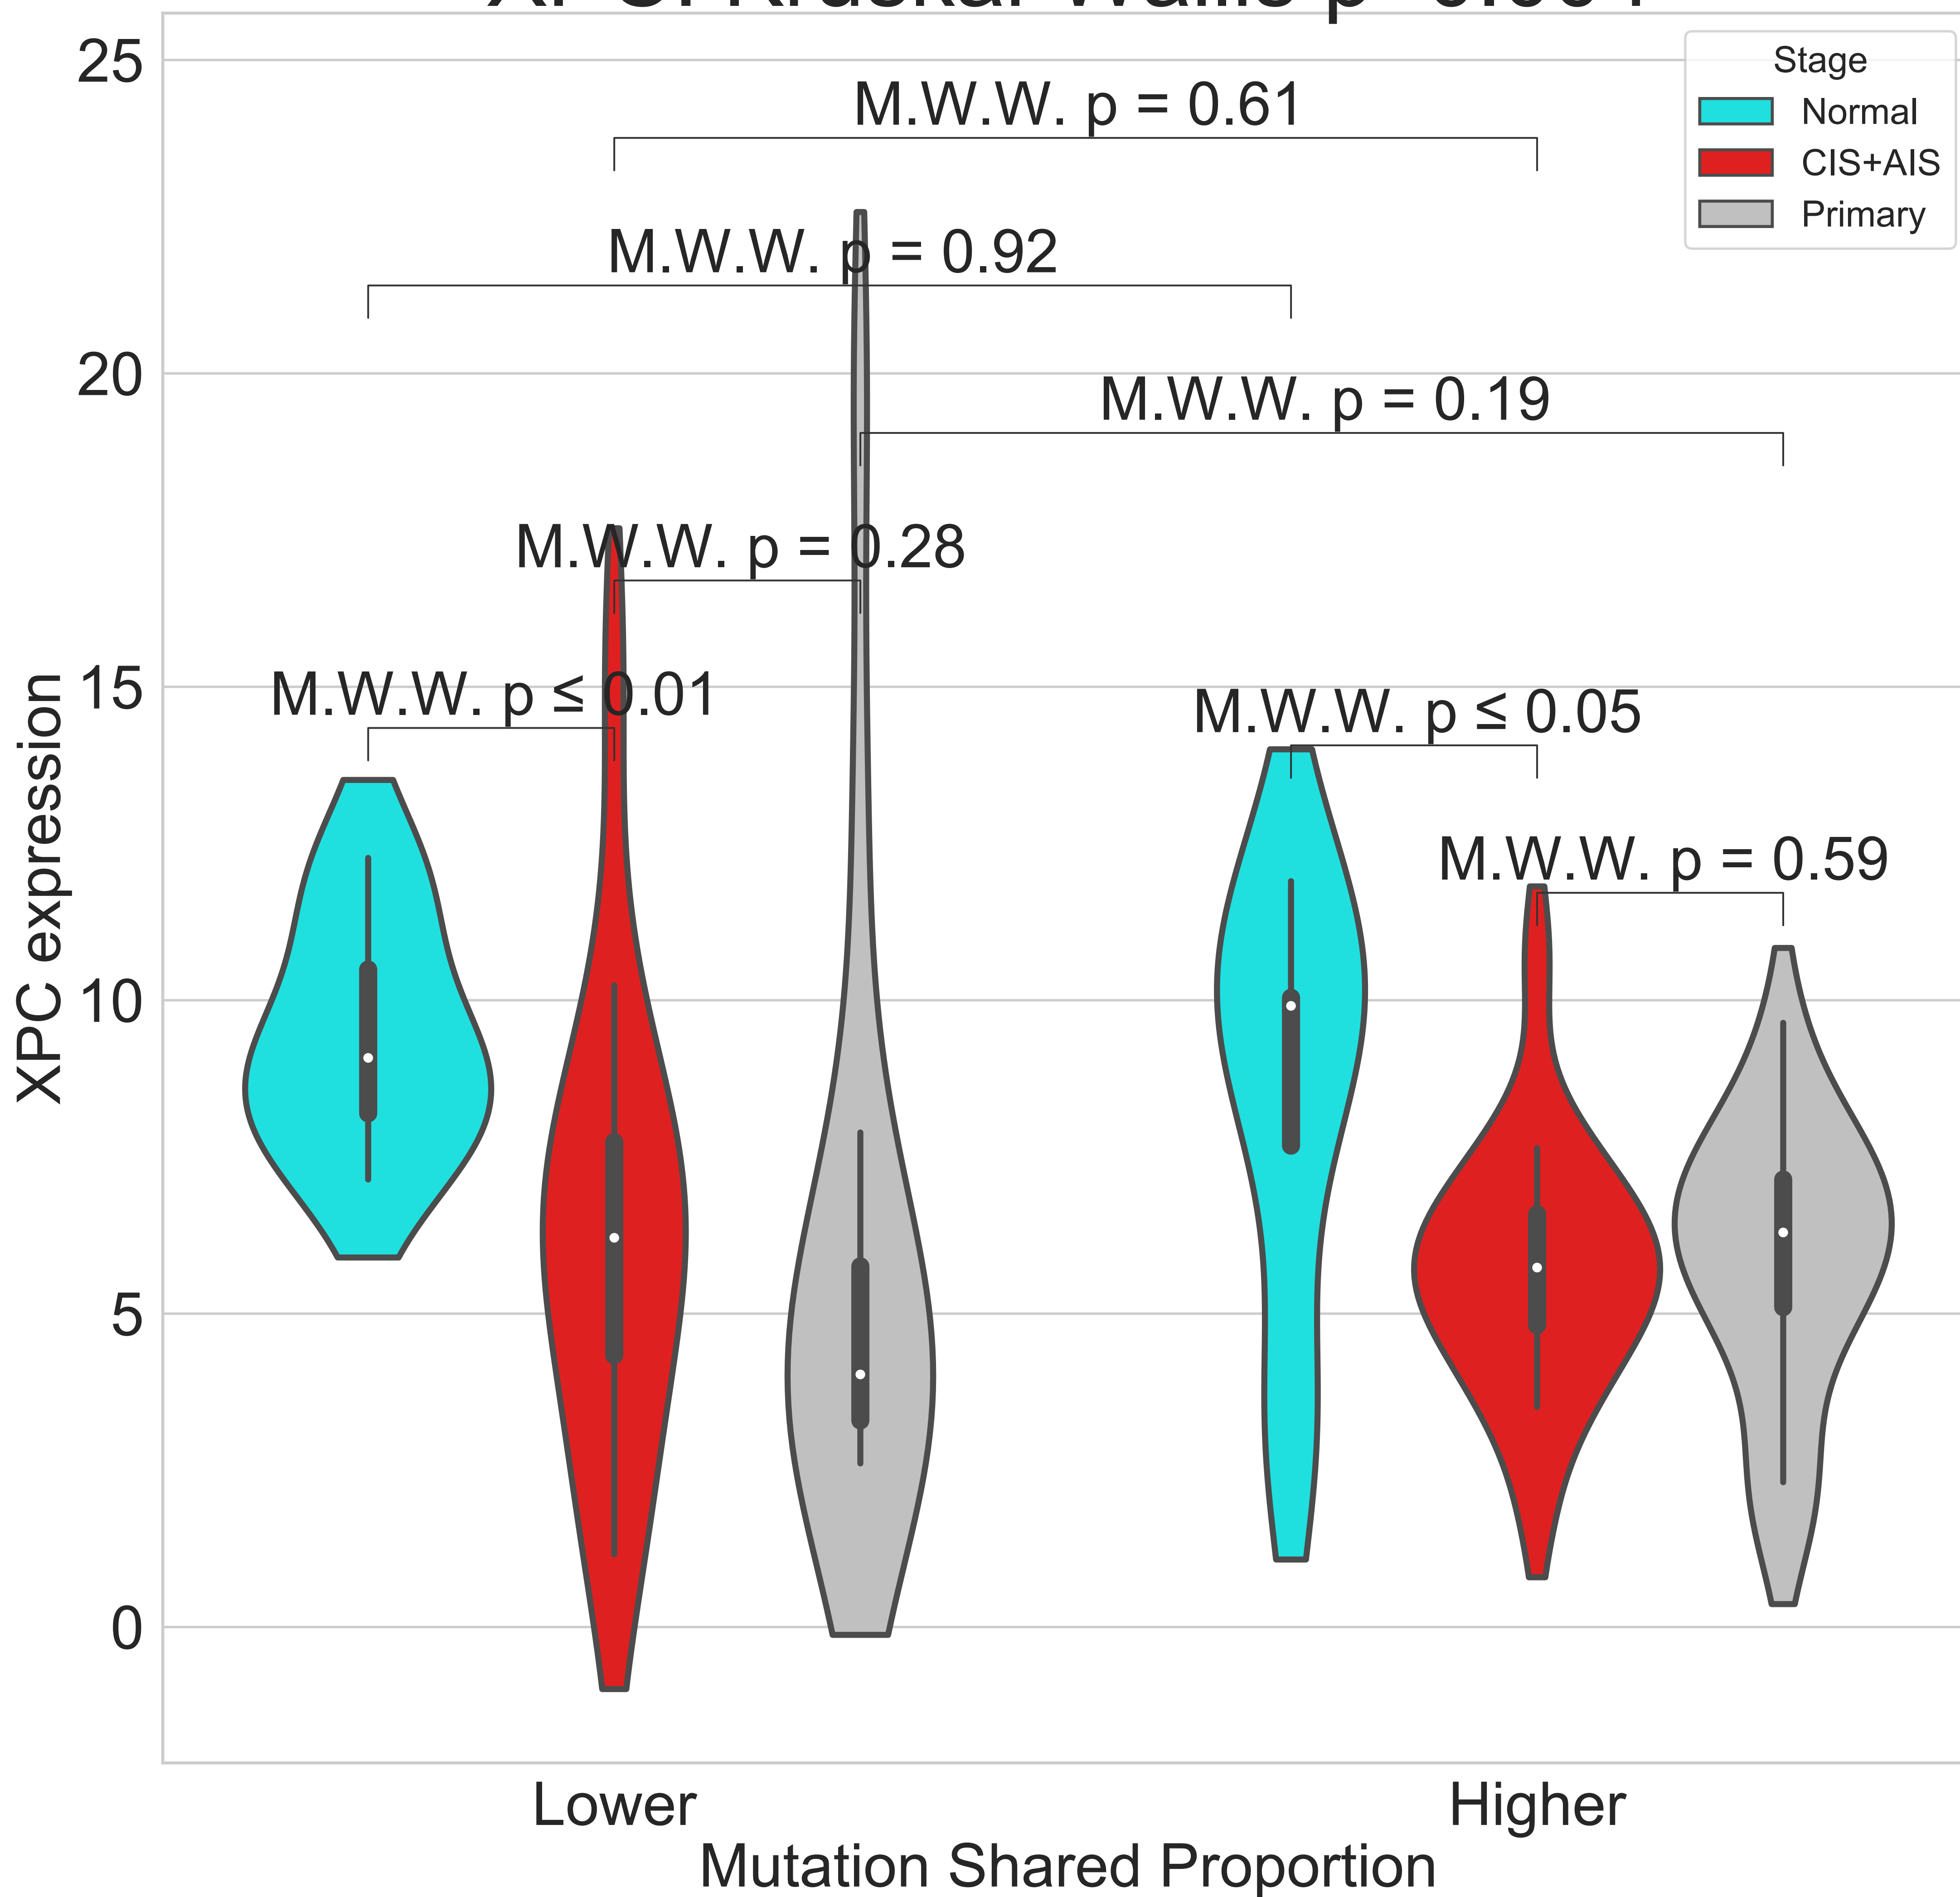 25
Stage
Normal
CIS+AIS
Primary
M.W.W. p = 0.61
M.W.W. p = 0.92
20
M.W.W. p = 0.19
M.W.W. p = 0.28
15
M.W.W. p ≤ 0.01
M.W.W. p ≤ 0.05
M.W.W. p = 0.59
XPC expression
10
5
0
Lower
Higher
Mutation Shared Proportion